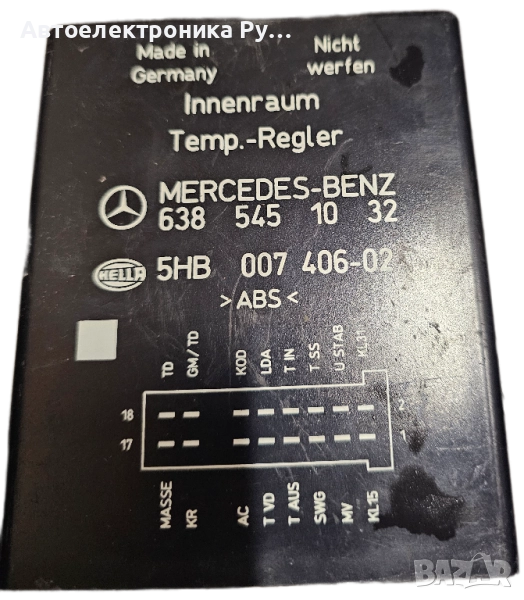 Автоелектроника Ру...
Made in Germany
Nicht werfen
Innenraum
Temp.-Regler
MERCEDES-BENZ
638 545 10 32
HELLA 5HB 007 406-02
>ABS<
TD GM/TD KOD LDA T IN T SS U STAB KL31
18 2
17 1
MASSE KR AC T VD T AUS SWG MV KL15
BAZAR